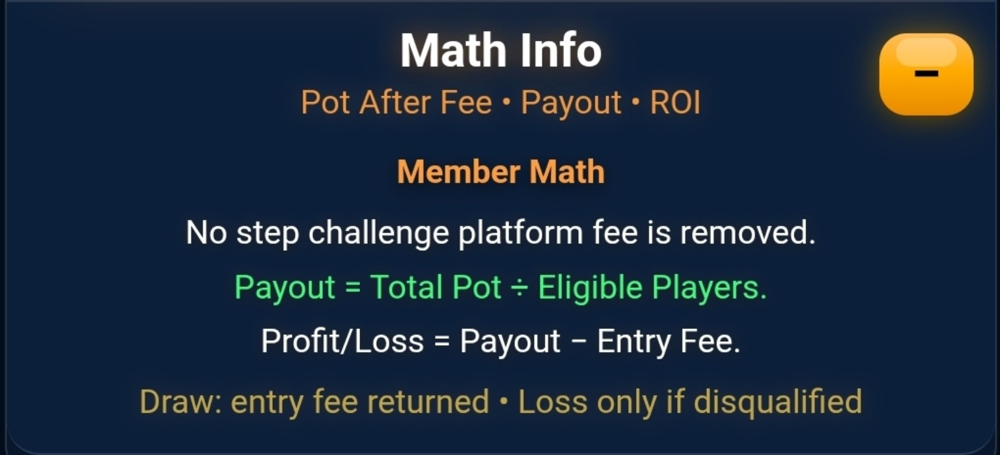 Math Info
Pot After Fee • Payout • ROI
Member Math
No step challenge platform fee is removed.
Payout = Total Pot ÷ Eligible Players.
Profit/Loss = Payout − Entry Fee.
Draw: entry fee returned • Loss only if disqualified